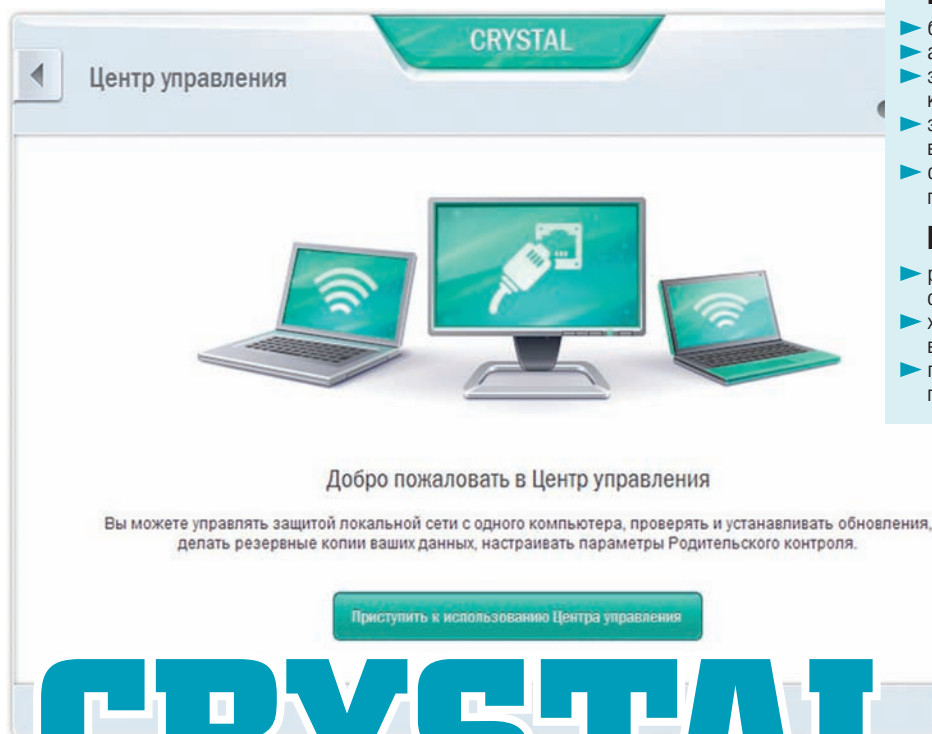 CRYSTAL
Центр управления
Добро пожаловать в Центр управления
Вы можете управлять защитой локальной сети с одного компьютера, проверять и устанавливать обновления,
делать резервные копии ваших данных, настраивать параметры Родительского контроля.
Приступить к использованию Центра управления
CRYSTAL